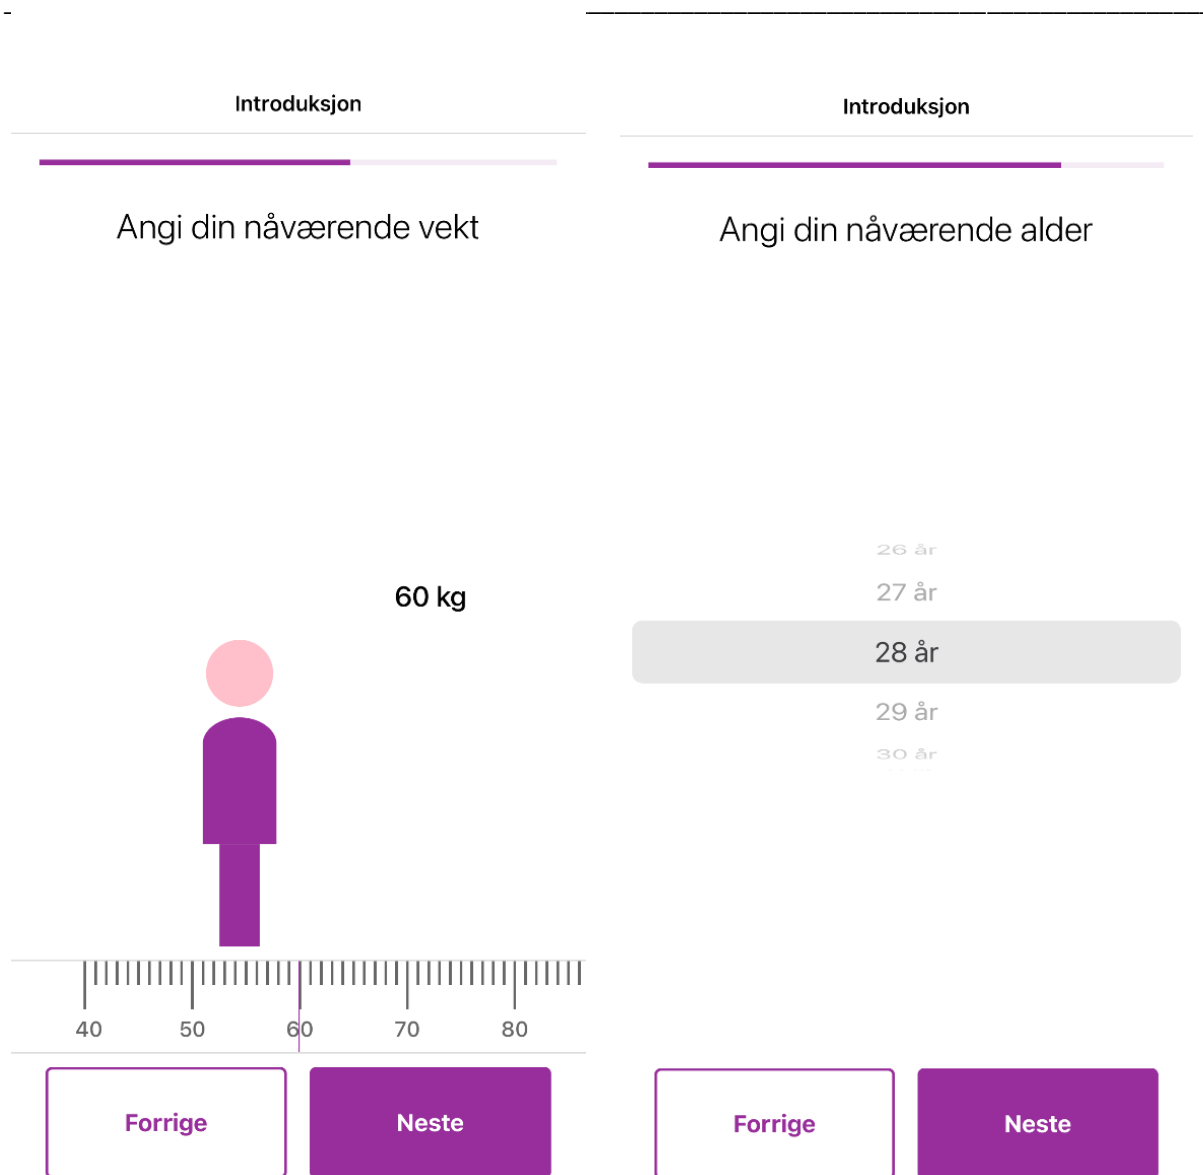 Introduksjon
Angi din nåværende vekt
60 kg
40 50 60 70 80
Forrige Neste
Introduksjon
Angi din nåværende alder
26 år
27 år
28 år
29 år
30 år
Forrige Neste